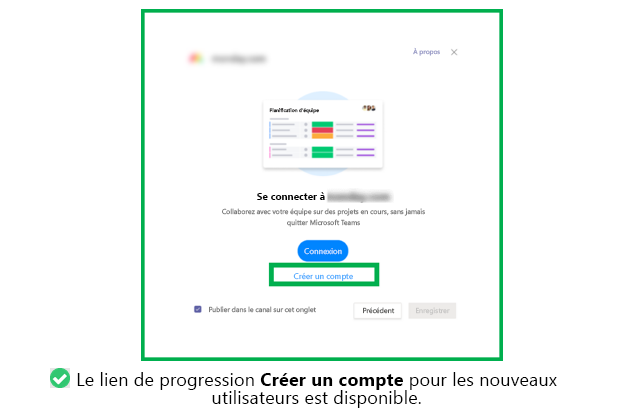 À propos
Planification d'équipe
Se connecter à
Collaborez avec votre équipe sur des projets en cours, sans jamais
quitter Microsoft Teams
Connexion
Créer un compte
Publier dans le canal sur cet onglet
Précédent
Enregistrer
Le lien de progression Créer un compte pour les nouveaux
utilisateurs est disponible.